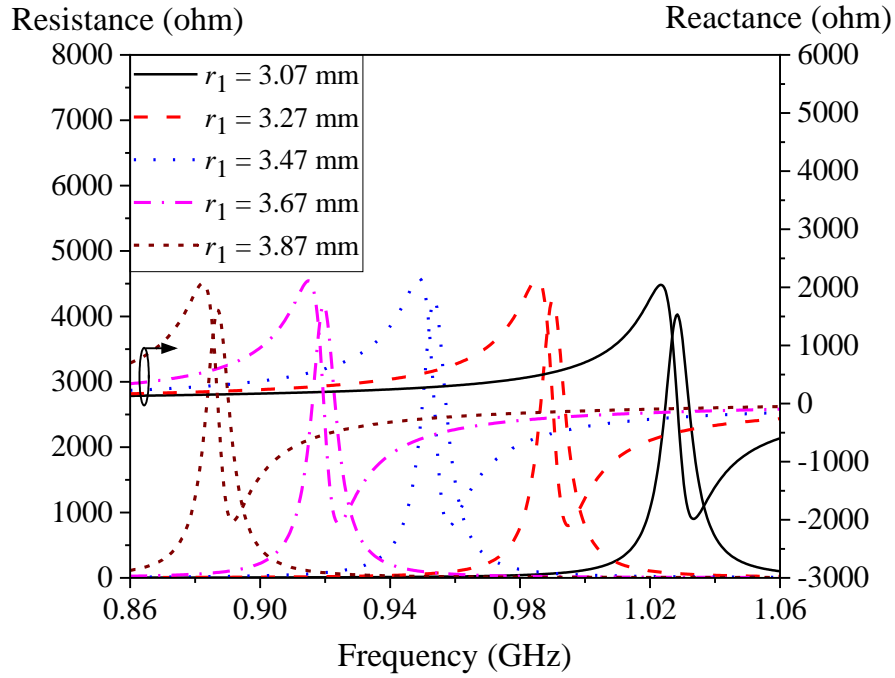 Resistance (ohm)
Reactance (ohm)
8000
7000
6000
5000
4000
3000
2000
1000
0
r1 = 3.07 mm
r1 = 3.27 mm
r1 = 3.47 mm
r1 = 3.67 mm
r1 = 3.87 mm
6000
5000
4000
3000
2000
1000
0
-1000
-2000
-3000
0.86 0.90 0.94 0.98 1.02 1.06
Frequency (GHz)